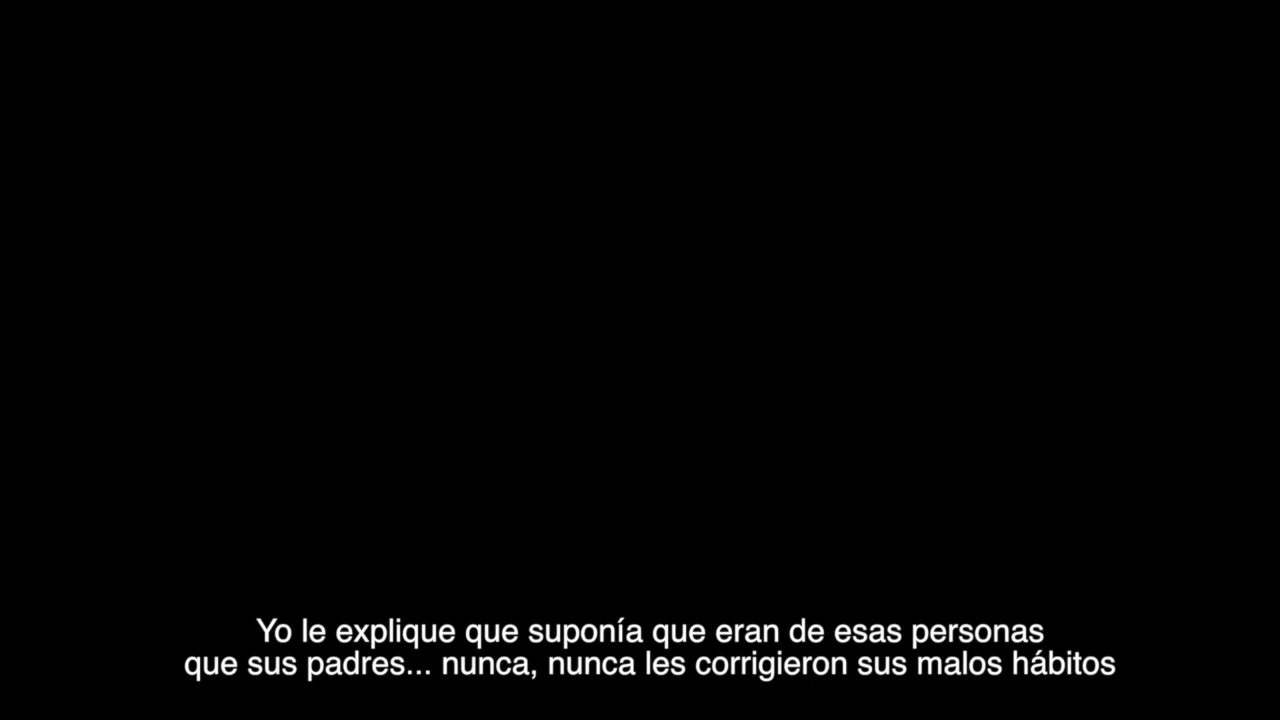 Yo le explique que suponía que eran de esas personas
que sus padres... nunca, nunca les corrigieron sus malos hábitos